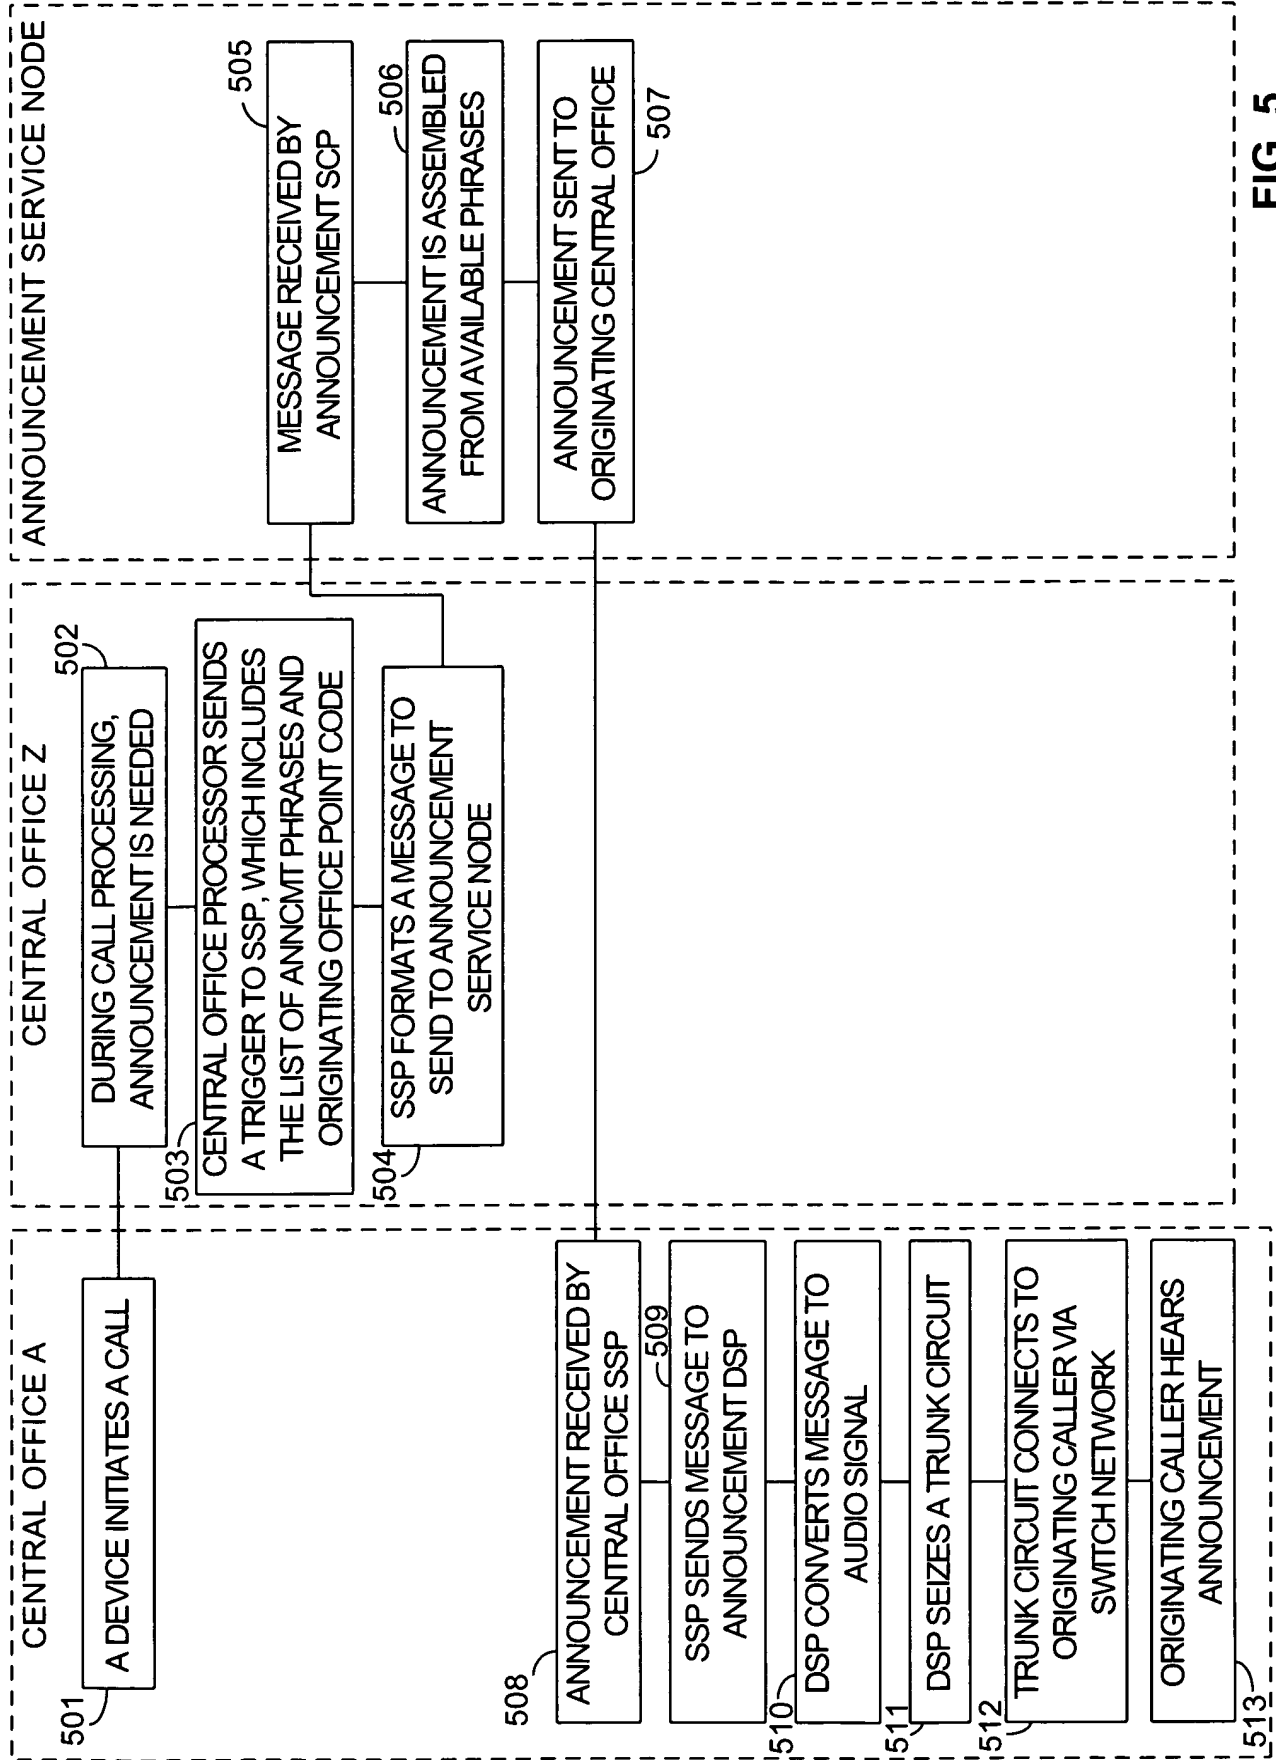 CENTRAL OFFICE A
501
A DEVICE INITIATES A CALL
508
ANNOUNCEMENT RECEIVED BY
CENTRAL OFFICE SSP
509
SSP SENDS MESSAGE TO
ANNOUNCEMENT DSP
510
DSP CONVERTS MESSAGE TO
AUDIO SIGNAL
511
DSP SEIZES A TRUNK CIRCUIT
512
TRUNK CIRCUIT CONNECTS TO
ORIGINATING CALLER VIA
SWITCH NETWORK
513
ORIGINATING CALLER HEARS
ANNOUNCEMENT
CENTRAL OFFICE Z
502
DURING CALL PROCESSING,
ANNOUNCEMENT IS NEEDED
503
CENTRAL OFFICE PROCESSOR SENDS
A TRIGGER TO SSP, WHICH INCLUDES
THE LIST OF ANNCMT PHRASES AND
ORIGINATING OFFICE POINT CODE
504
SSP FORMATS A MESSAGE TO
SEND TO ANNOUNCEMENT
SERVICE NODE
ANNOUNCEMENT SERVICE NODE
505
MESSAGE RECEIVED BY
ANNOUNCEMENT SCP
506
ANNOUNCEMENT IS ASSEMBLED
FROM AVAILABLE PHRASES
507
ANNOUNCEMENT SENT TO
ORIGINATING CENTRAL OFFICE
FIG. 5